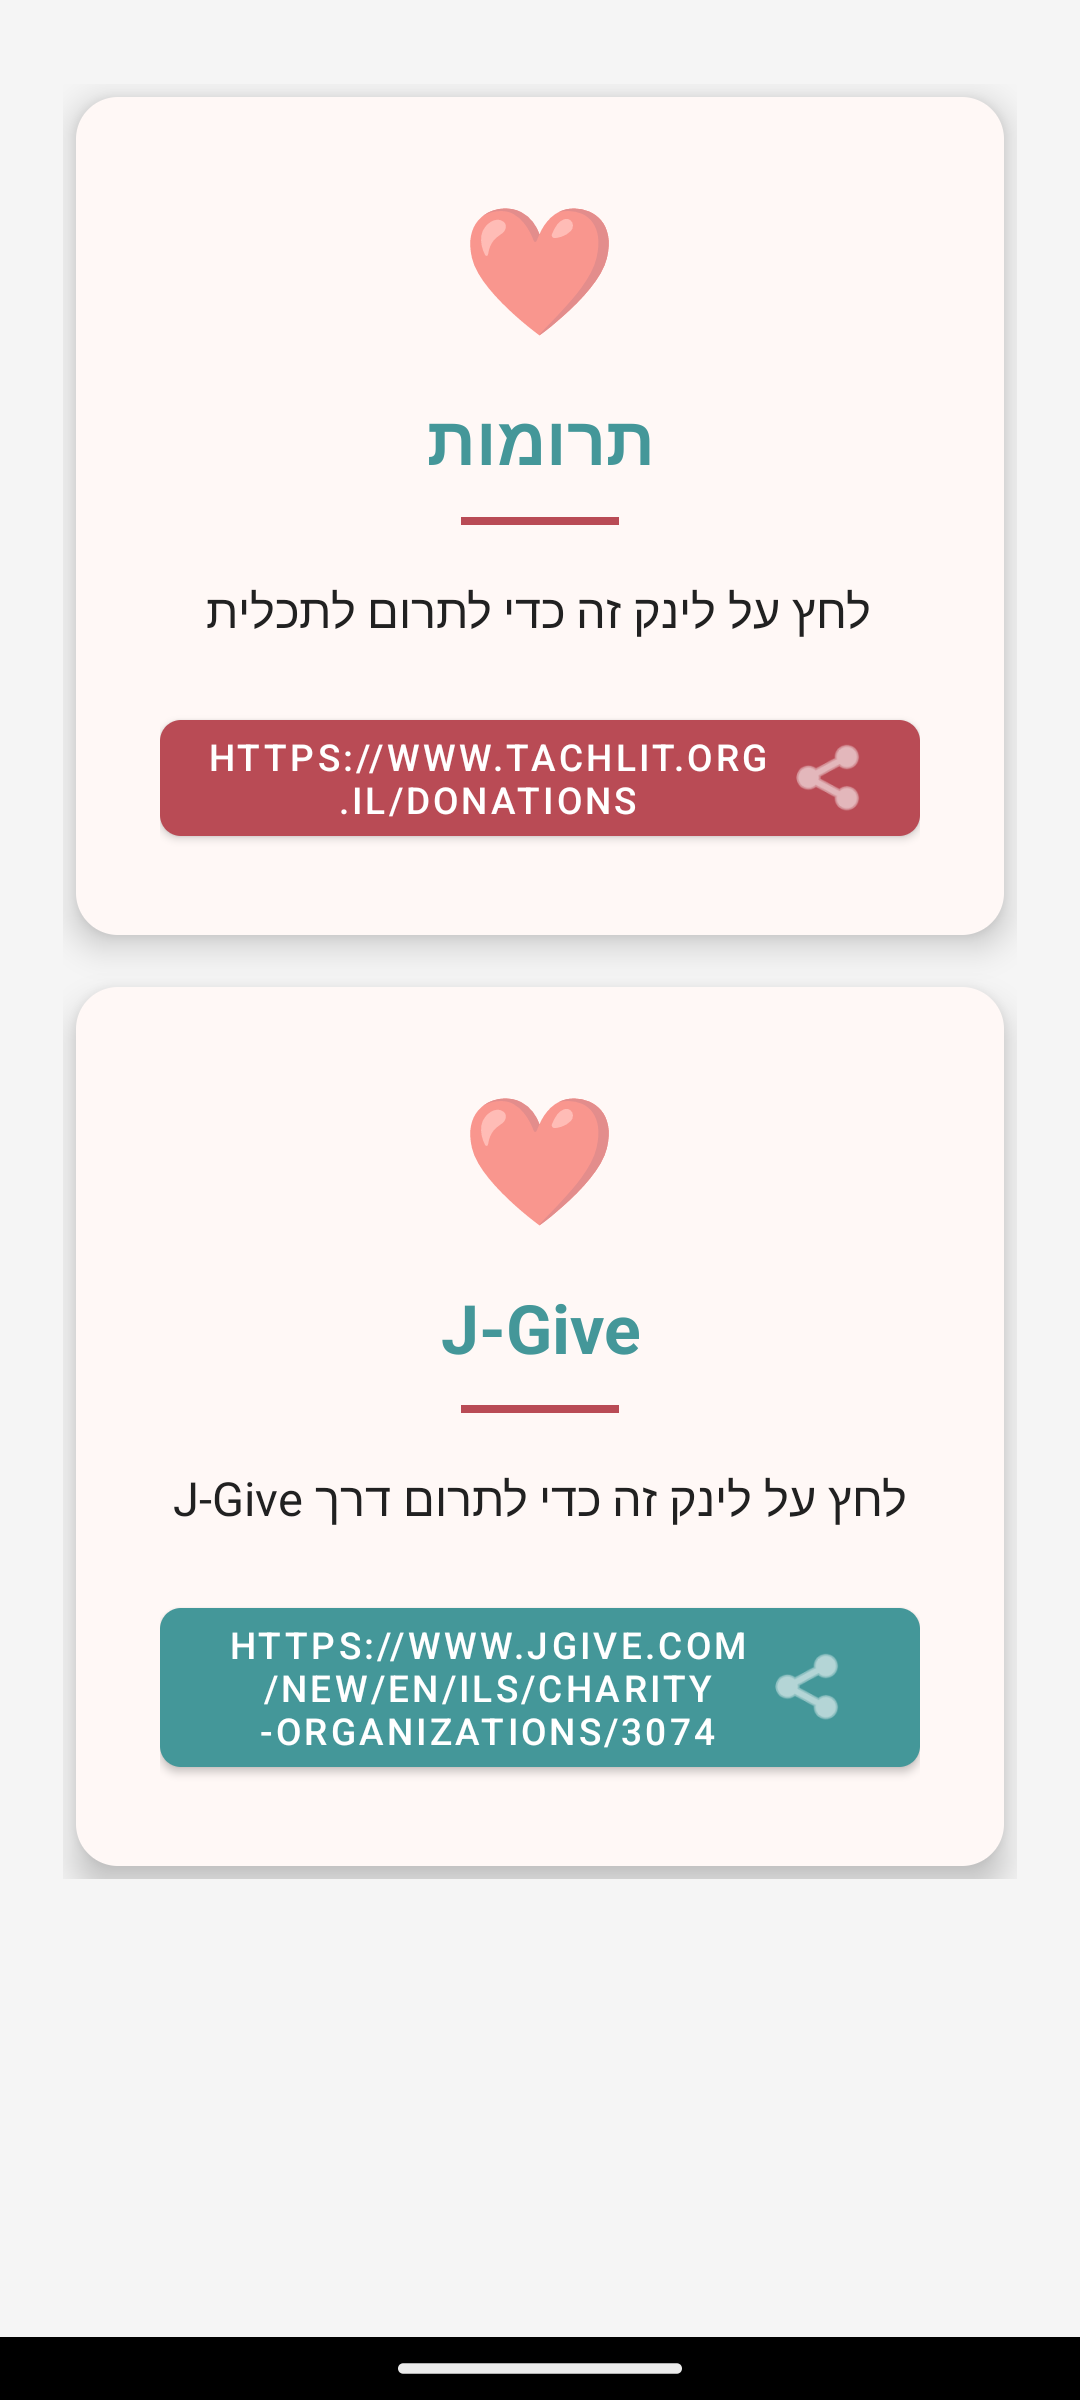 תרומות
לחץ על לינק זה כדי לתרום לתכלית
HTTPS://WWW.TACHLIT.ORG
.IL/DONATIONS
J-Give
לחץ על לינק זה כדי לתרום דרך J-Give
HTTPS://WWW.JGIVE.COM
/NEW/EN/ILS/CHARITY
-ORGANIZATIONS/3074